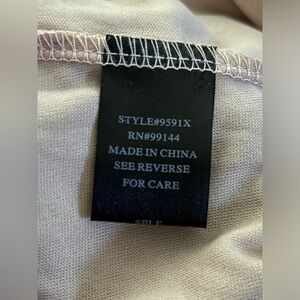 STYLE#9591X
RN#99144
MADE IN CHINA
SEE REVERSE
FOR CARE